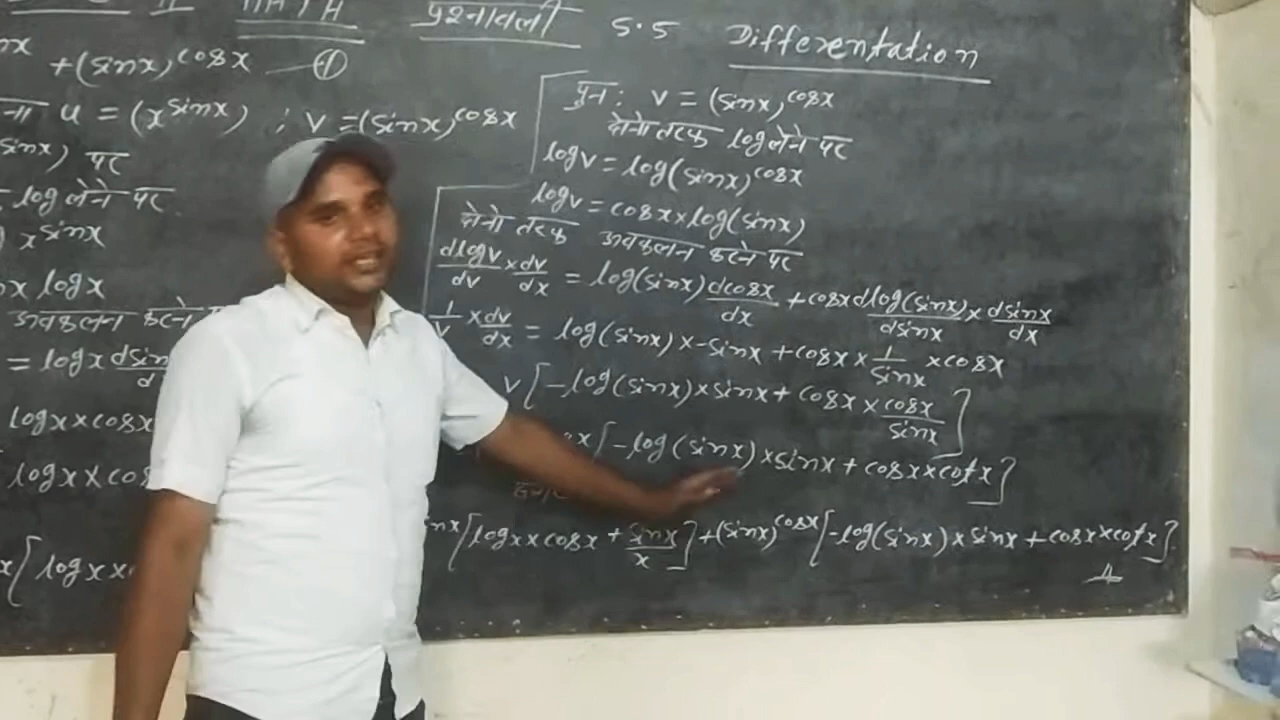 MATH प्रश्नावली 5.5 Differentation
+(sinx)^cosx —①
u = (x^sinx) ; v =(sinx)^cosx
sinx) पर
log लेने पर
x^sinx
x logx
अवकलन करने
= logx dsin
logx×cosx
logx×cos
[logx×
पुन: v = (sinx)^cosx
दोनो तरफ log लेने पर
logv = log(sinx)^cosx
logv = cosx×log(sinx)
दोनो तरफ अवकलन करने पर
dlogv/dv × dv/dx = log(sinx) dcosx/dx + cosx dlog(sinx)/dsinx × dsinx/dx
1/v × dv/dx = log(sinx)×-sinx + cosx × 1/sinx × cosx
v[-log(sinx)×sinx + cosx × cosx/sinx]
[-log(sinx)×sinx + cosx×cotx]
[logx×cosx + sinx/x] + (sinx)^cosx [-log(sinx)×sinx + cosx×cotx]